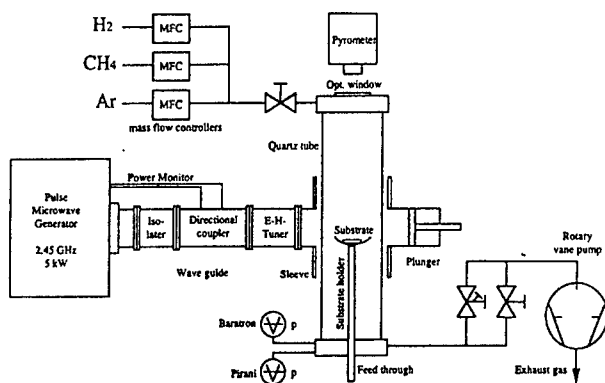 H2
MFC
Pyrometer
CH4
MFC
Opt. window
Ar
MFC
mass flow controllers
Quartz tube
Power Monitor
Pulse
Microwave
Generator
2,45 GHz
5 kW
Iso-
later
Directional
coupler
E-H-
Tuner
Substrate
Plunger
Wave guide
Sleeve
Substrate holder
Rotary
vane pump
Baratron
p
Pirani
p
Feed through
Exhaust gas